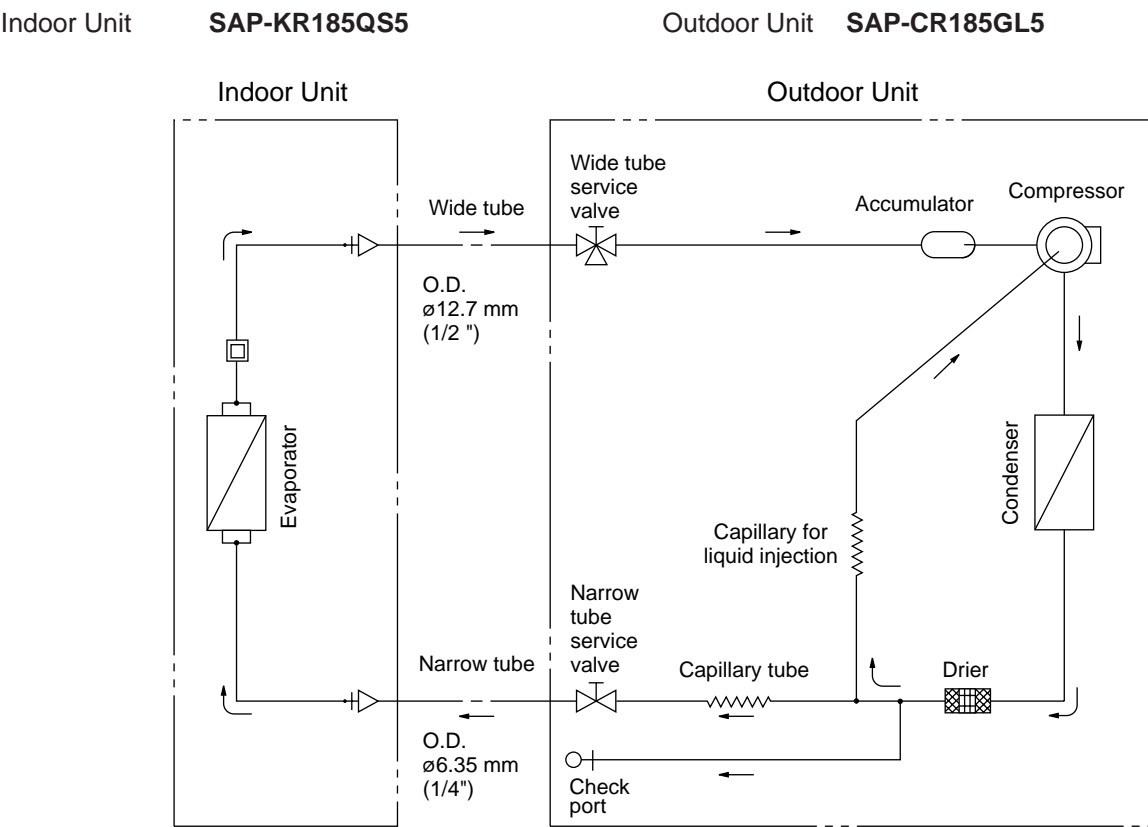 Indoor Unit SAP-KR185QS5 Outdoor Unit SAP-CR185GL5
Indoor Unit
Outdoor Unit
Wide tube
service
valve
Wide tube
Accumulator
Compressor
O.D.
ø12.7 mm
(1/2 ")
Evaporator
Condenser
Capillary for
liquid injection
Narrow
tube
service
valve
Narrow tube
Capillary tube
Drier
O.D.
ø6.35 mm
(1/4")
Check
port